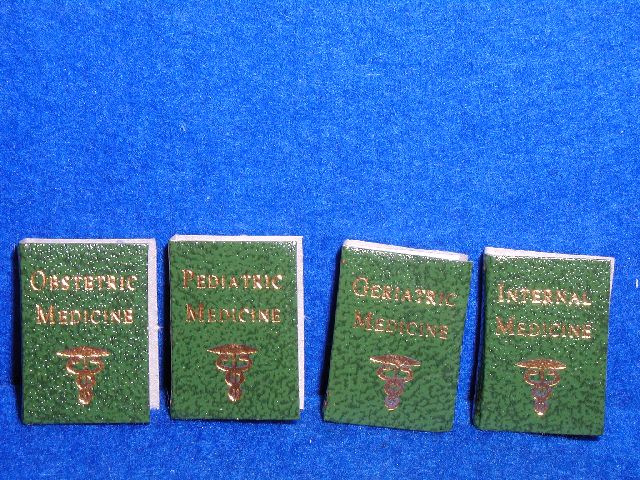 OBSTETRIC
MEDICINE
PEDIATRIC
MEDICINE
GERIATRIC
MEDICINE
INTERNAL
MEDICINE